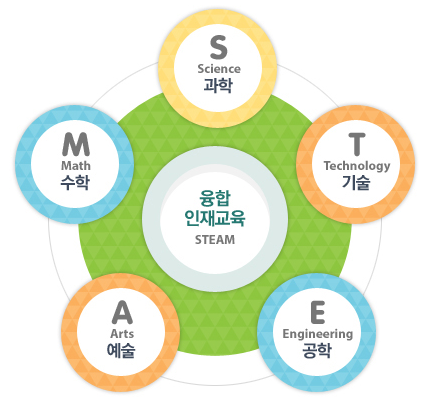 S
Science
과학
M
Math
수학
T
Technology
기술
융합
인재교육
STEAM
A
Arts
예술
E
Engineering
공학